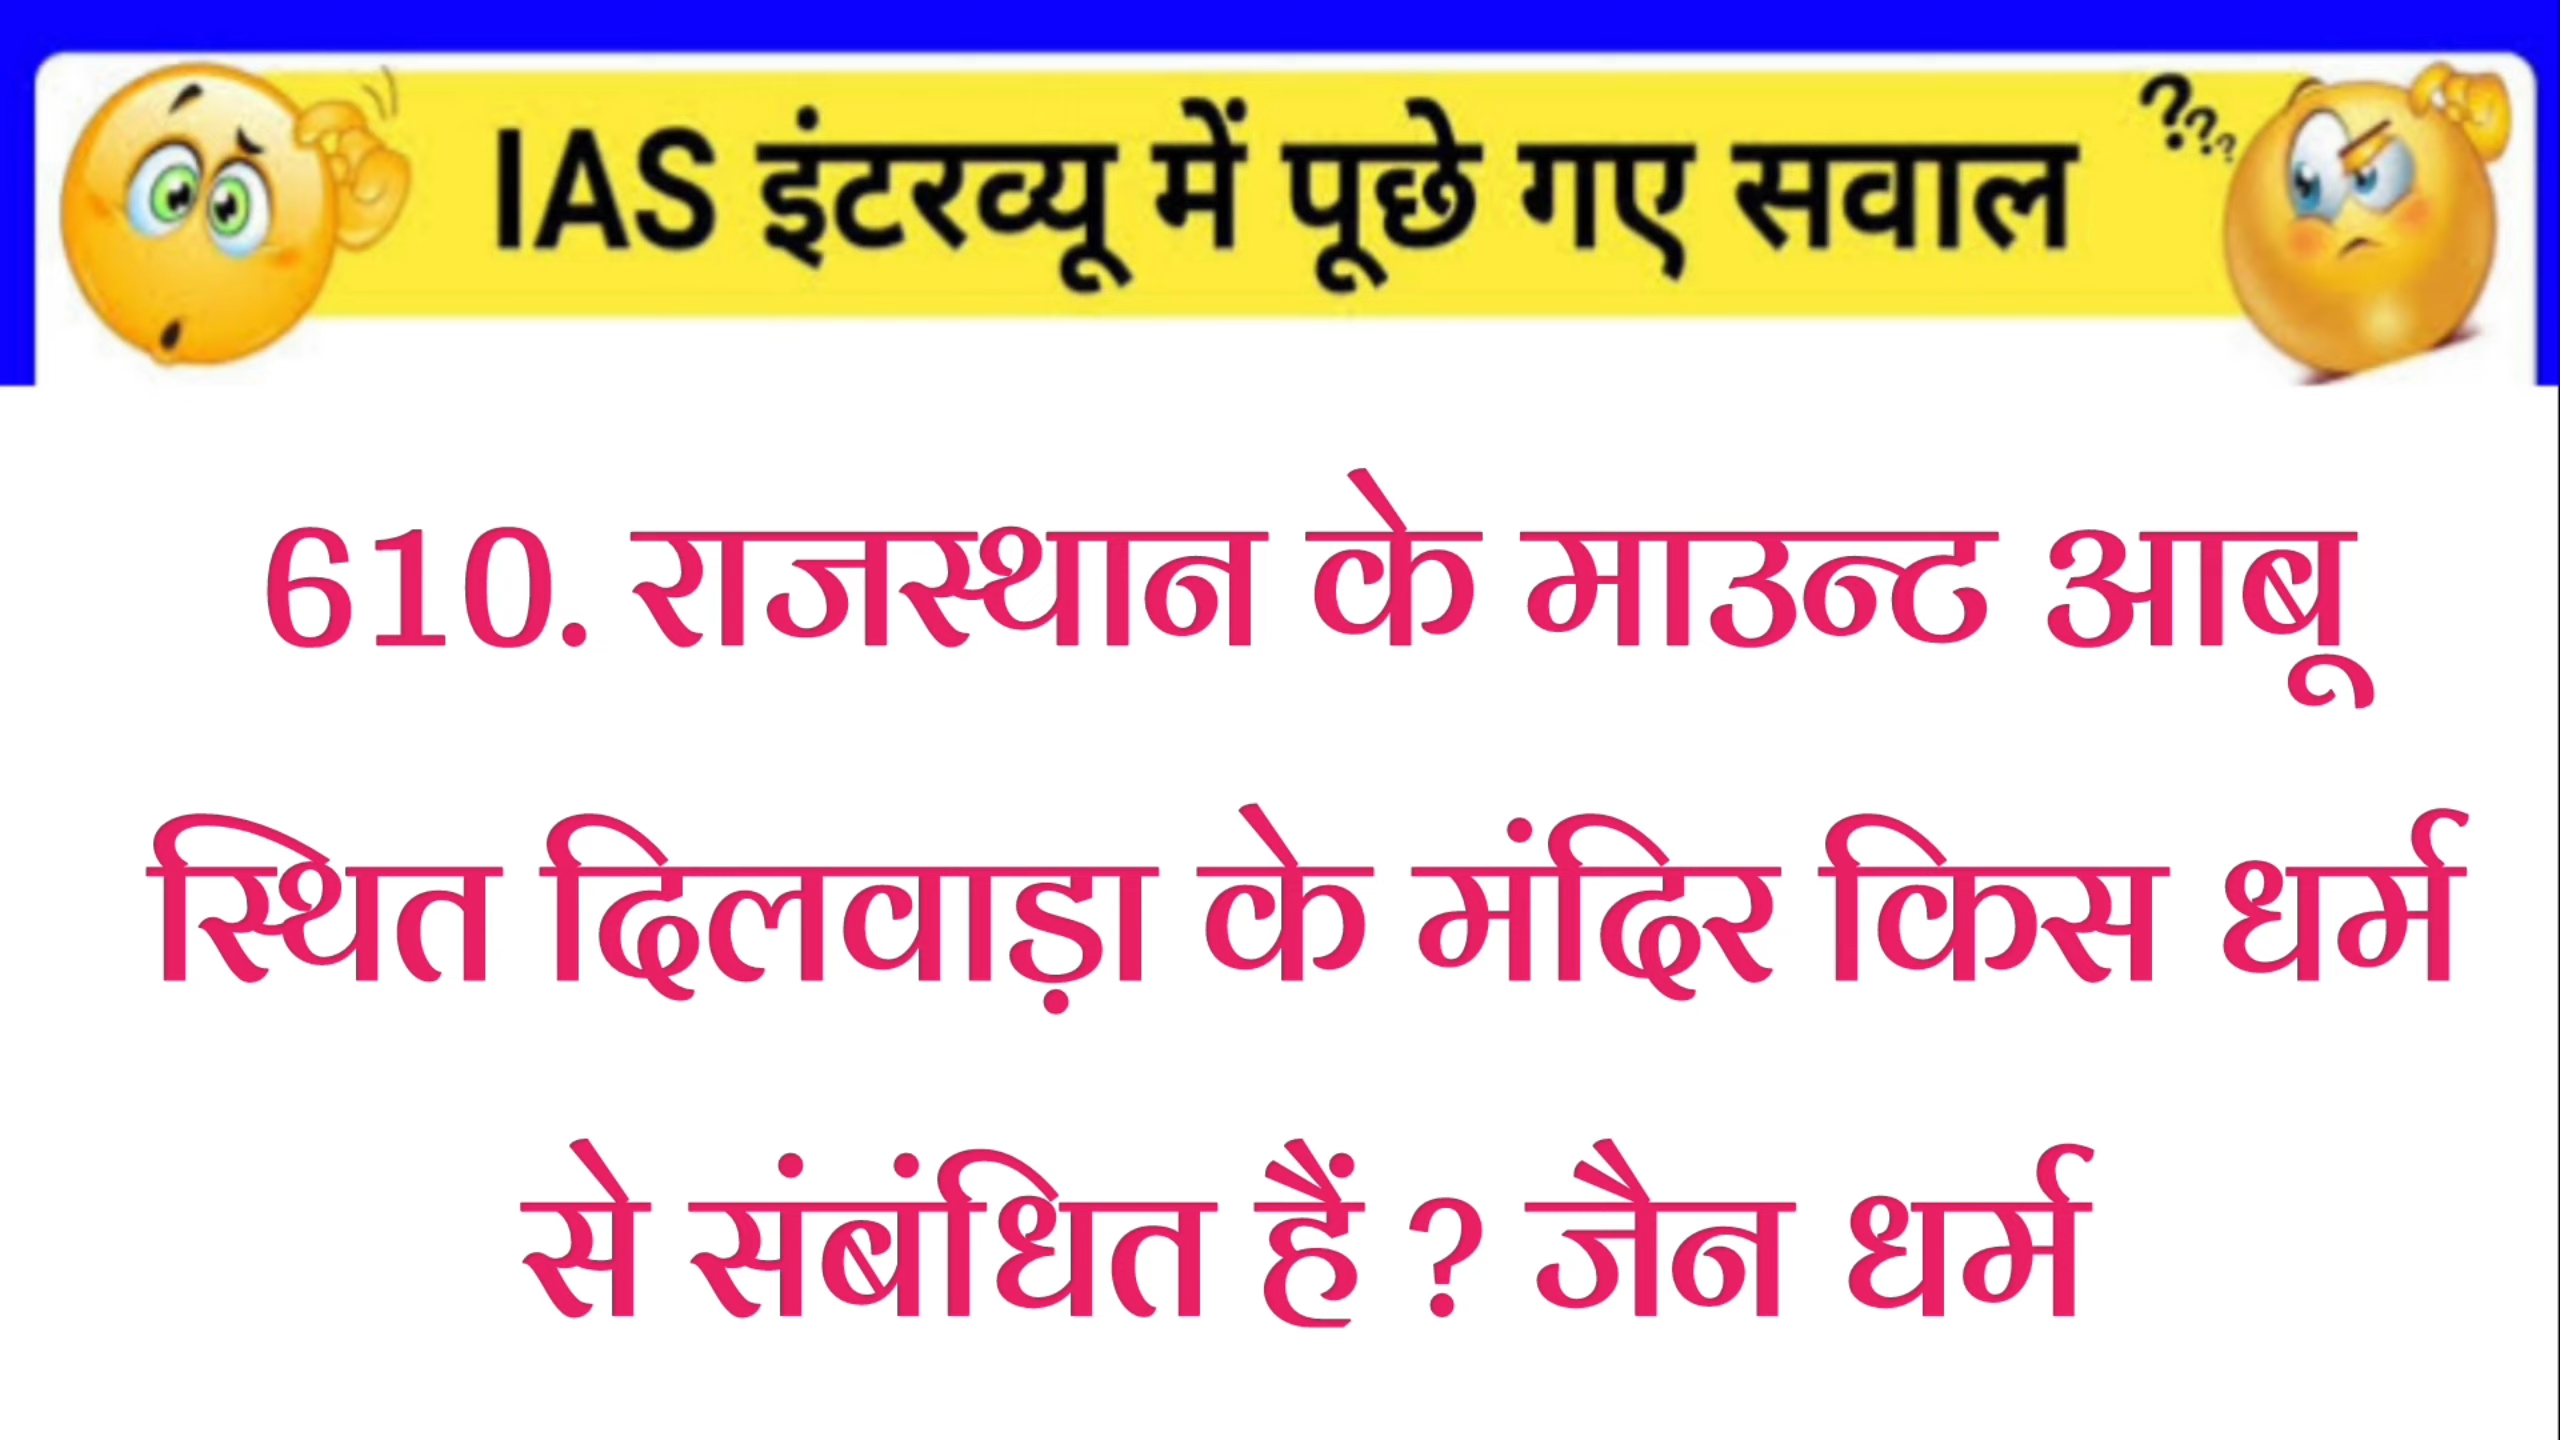 IAS इंटरव्यू में पूछे गए सवाल
???
610. राजस्थान के माउन्ट आबू
स्थित दिलवाड़ा के मंदिर किस धर्म
से संबंधित हैं ? जैन धर्म